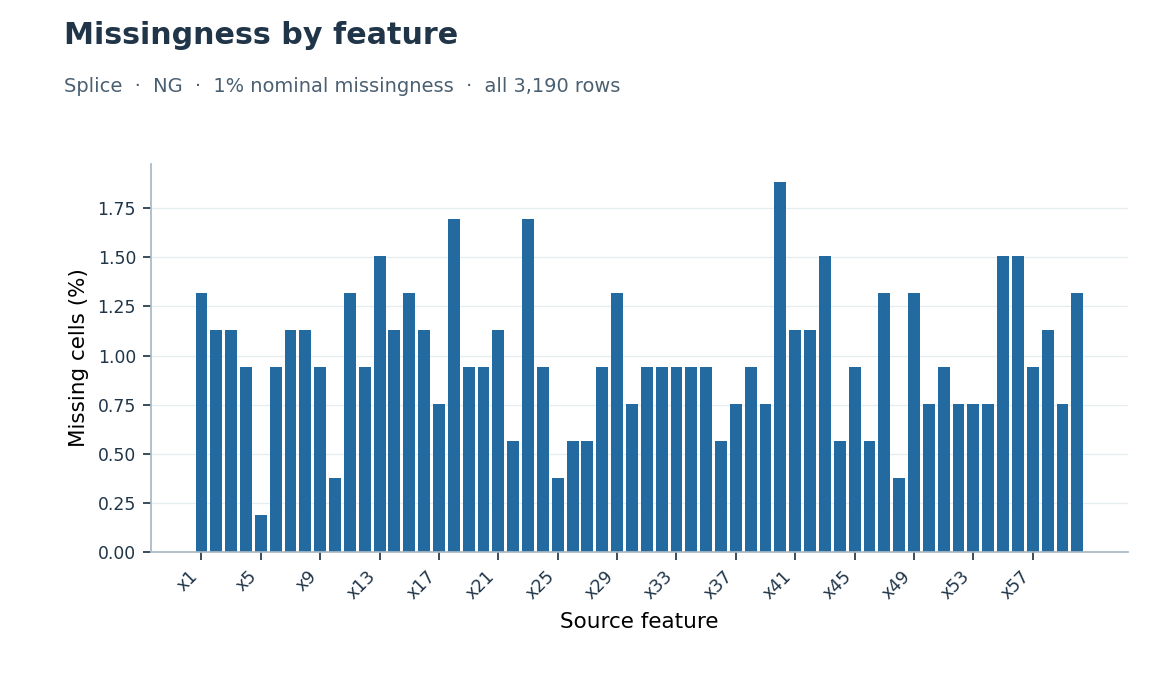 Missingness by feature
Splice · NG · 1% nominal missingness · all 3,190 rows
Missing cells (%)
1.75
1.50
1.25
1.00
0.75
0.50
0.25
0.00
x1 x5 x9 x13 x17 x21 x25 x29 x33 x37 x41 x45 x49 x53 x57
Source feature